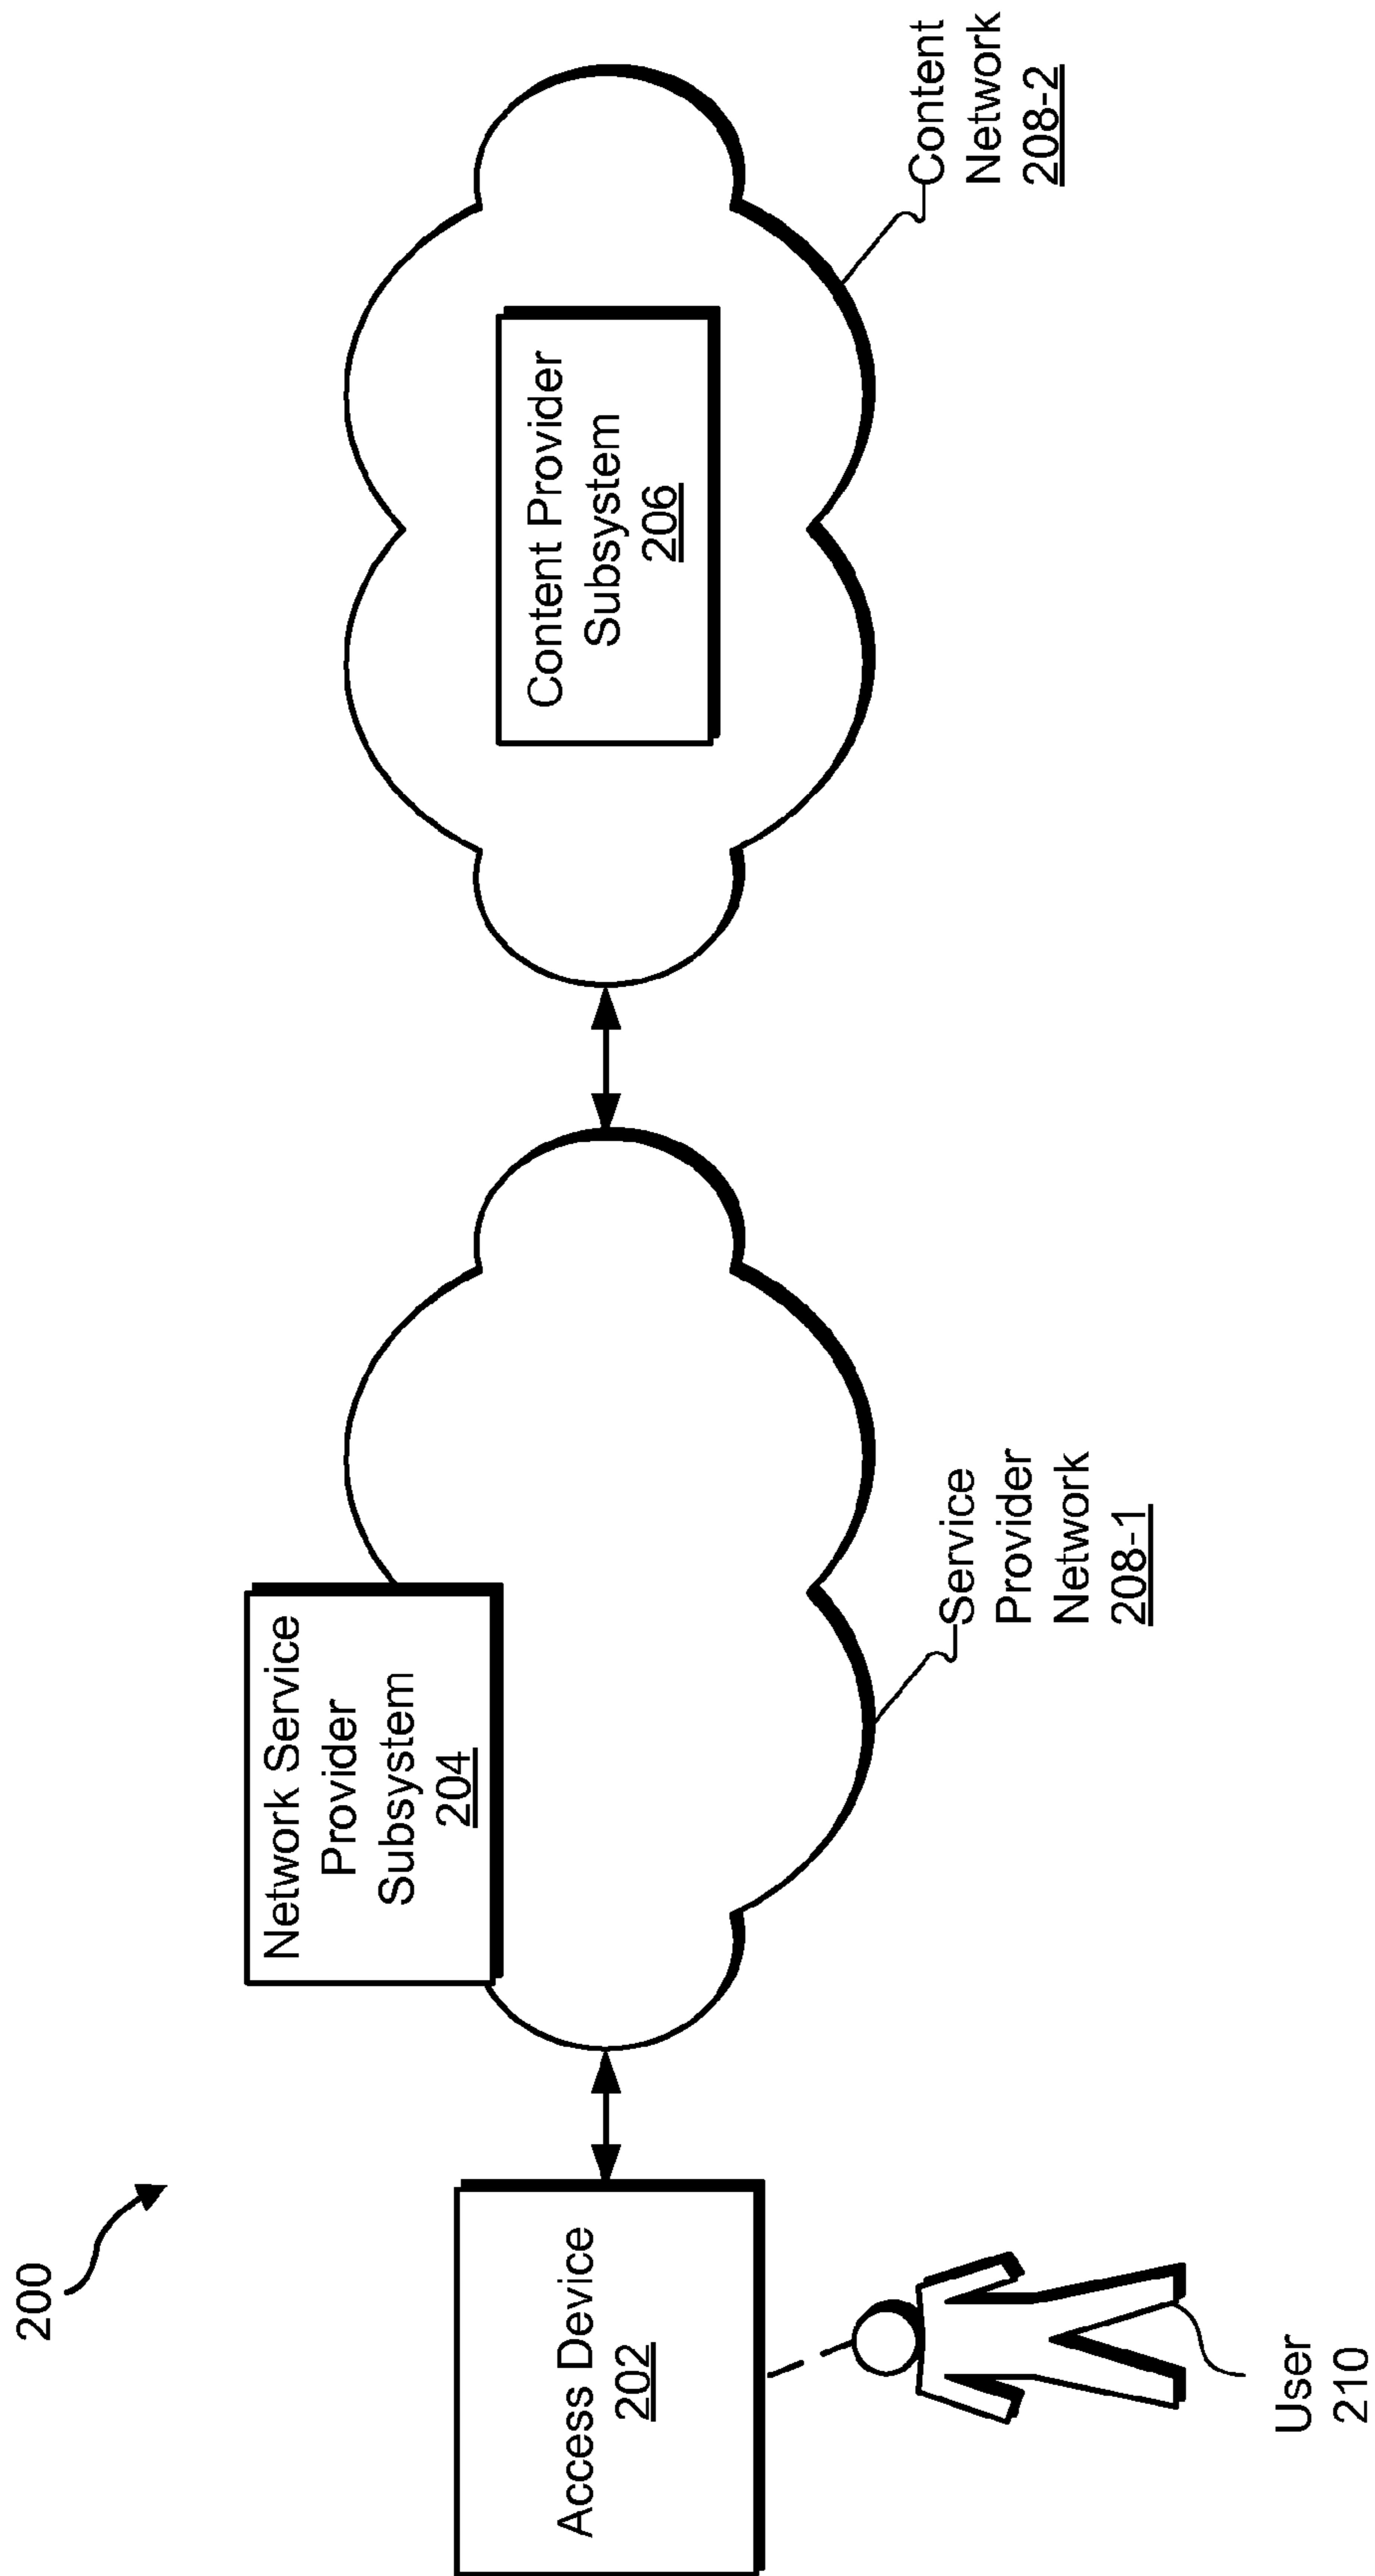 200
Access Device
202
User
210
Network Service
Provider
Subsystem
204
Service
Provider
Network
208-1
Content Provider
Subsystem
206
Content
Network
208-2